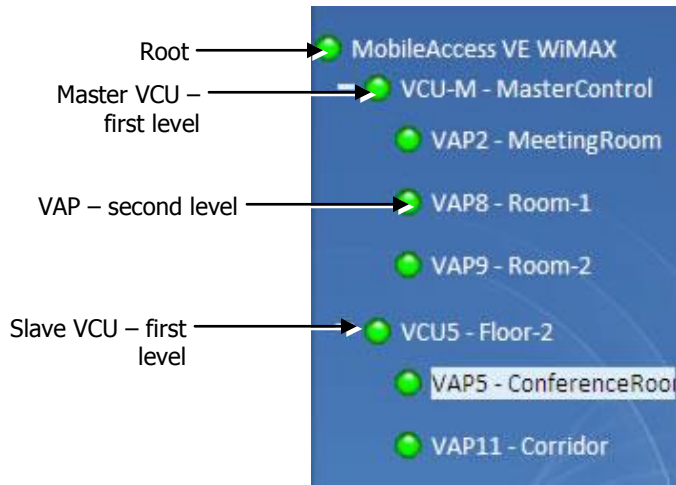 Root
MobileAccess VE WiMAX
Master VCU –
first level
VCU-M - MasterControl
VAP2 - MeetingRoom
VAP – second level
VAP8 - Room-1
VAP9 - Room-2
Slave VCU – first
level
VCU5 - Floor-2
VAP5 - ConferenceRoo
VAP11 - Corridor